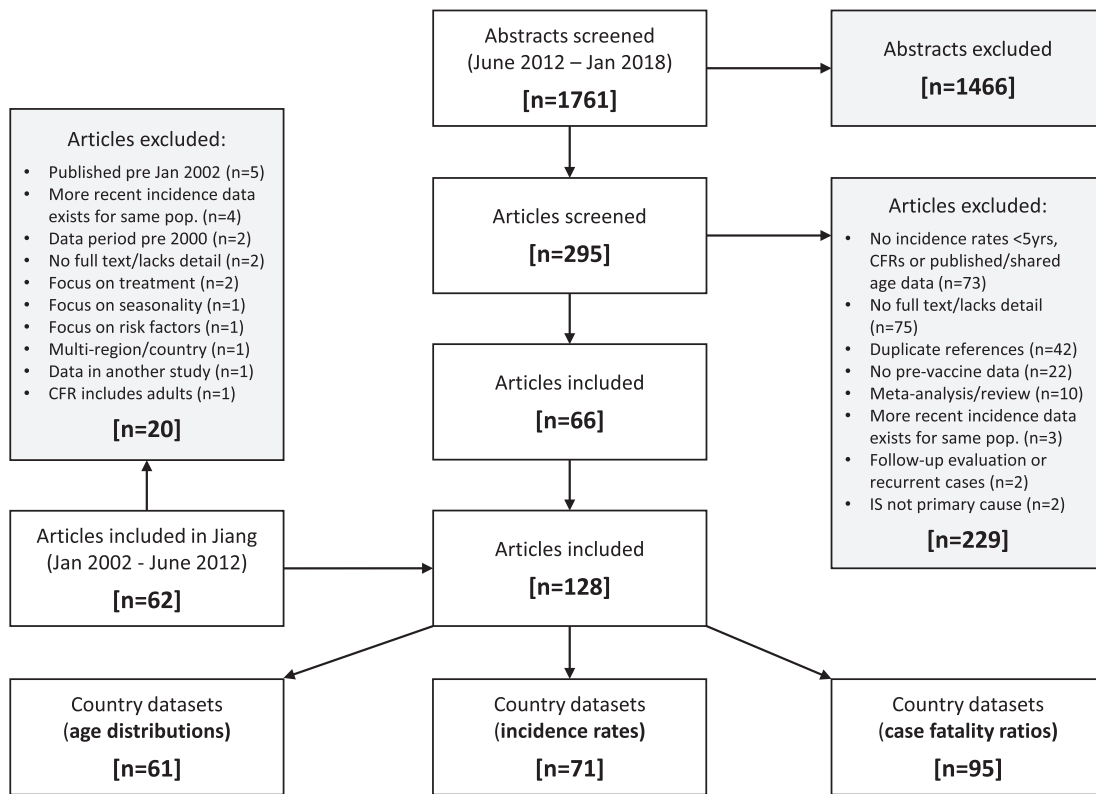 Abstracts screened
(June 2012 – Jan 2018)
[n=1761]
Abstracts excluded
[n=1466]
Articles excluded:
• Published pre Jan 2002 (n=5)
• More recent incidence data
exists for same pop. (n=4)
• Data period pre 2000 (n=2)
• No full text/lacks detail (n=2)
• Focus on treatment (n=2)
• Focus on seasonality (n=1)
• Focus on risk factors (n=1)
• Multi-region/country (n=1)
• Data in another study (n=1)
• CFR includes adults (n=1)
[n=20]
Articles screened
[n=295]
Articles excluded:
• No incidence rates <5yrs,
CFRs or published/shared
age data (n=73)
• No full text/lacks detail
(n=75)
• Duplicate references (n=42)
• No pre-vaccine data (n=22)
• Meta-analysis/review (n=10)
• More recent incidence data
exists for same pop. (n=3)
• Follow-up evaluation or
recurrent cases (n=2)
• IS not primary cause (n=2)
[n=229]
Articles included
[n=66]
Articles included in Jiang
(Jan 2002 - June 2012)
[n=62]
Articles included
[n=128]
Country datasets
(age distributions)
[n=61]
Country datasets
(incidence rates)
[n=71]
Country datasets
(case fatality ratios)
[n=95]